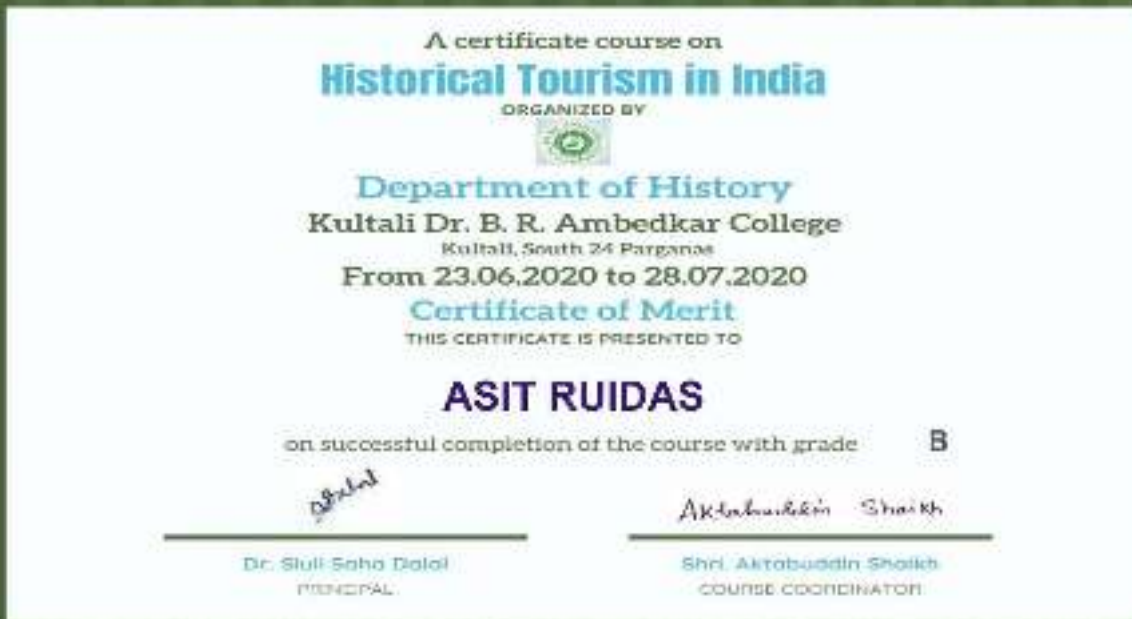 A certificate course on
Historical Tourism in India
ORGANIZED BY
Department of History
Kultali Dr. B. R. Ambedkar College
Kultali, South 24 Parganas
From 23.06.2020 to 28.07.2020
Certificate of Merit
THIS CERTIFICATE IS PRESENTED TO
ASIT RUIDAS
on successful completion of the course with grade B
Aktabuddin Shaikh
Dr. Siuli Saha Dalal
Shri. Aktabuddin Shaikh
PRINCIPAL
COURSE COORDINATOR